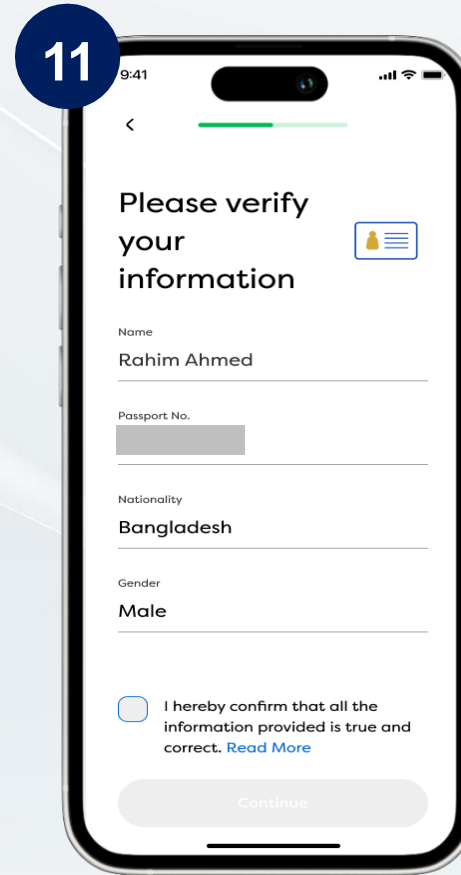 11
9:41
Please verify
your
information
Name
Rahim Ahmed
Passport No.
Nationality
Bangladesh
Gender
Male
I hereby confirm that all the
information provided is true and
correct. Read More
Continue